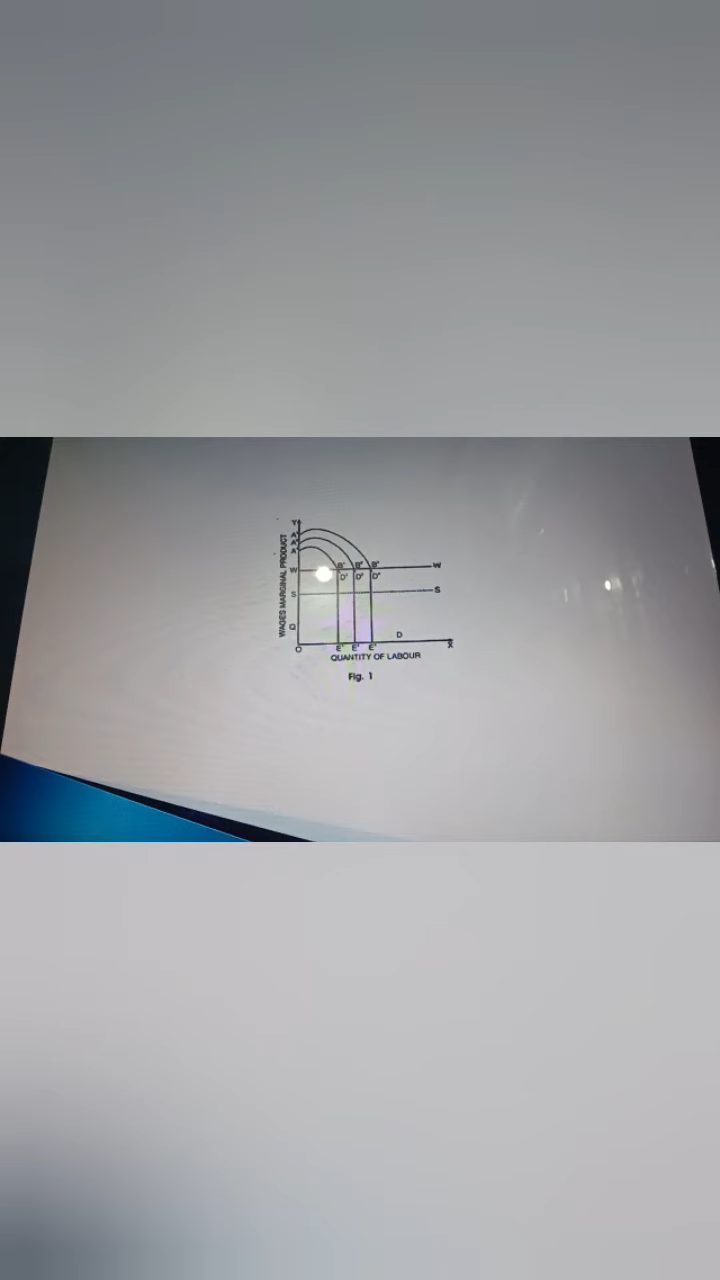 Y
A"
A'
A
WAGES MARGINAL PRODUCT
W B' B" B" W
D' D" D"
S S
Q
D
O E' E" E" X
QUANTITY OF LABOUR
Fig. 1